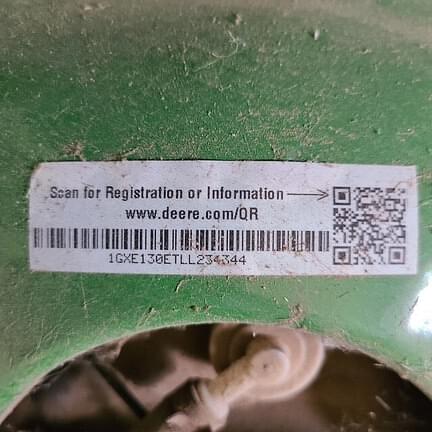 Scan for Registration or Information
www.deere.com/QR
1GXE130ETLL234344